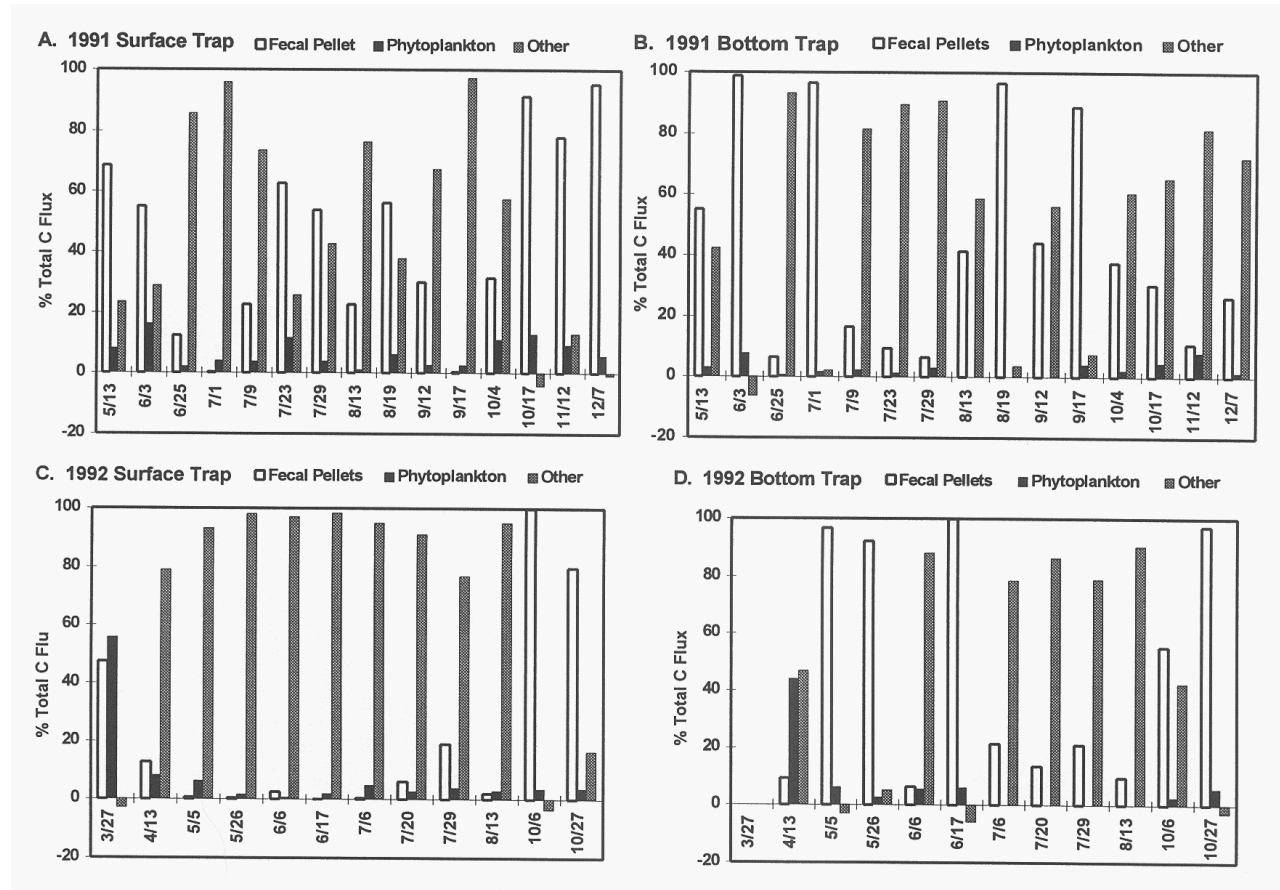 A. 1991 Surface Trap Fecal Pellet Phytoplankton Other
100
80
60
40
20
0
-20
% Total C Flux
5/13 6/3 6/25 7/1 7/9 7/23 7/29 8/13 8/19 9/12 9/17 10/4 10/17 11/12 12/7
B. 1991 Bottom Trap Fecal Pellets Phytoplankton Other
100
80
60
40
20
0
-20
% Total C Flux
5/13 6/3 6/25 7/1 7/9 7/23 7/29 8/13 8/19 9/12 9/17 10/4 10/17 11/12 12/7
C. 1992 Surface Trap Fecal Pellets Phytoplankton Other
100
80
60
40
20
0
-20
% Total C Flu
3/27 4/13 5/5 5/26 6/6 6/17 7/6 7/20 7/29 8/13 10/6 10/27
D. 1992 Bottom Trap Fecal Pellets Phytoplankton Other
100
80
60
40
20
0
-20
% Total C Flux
3/27 4/13 5/5 5/26 6/6 6/17 7/6 7/20 7/29 8/13 10/6 10/27